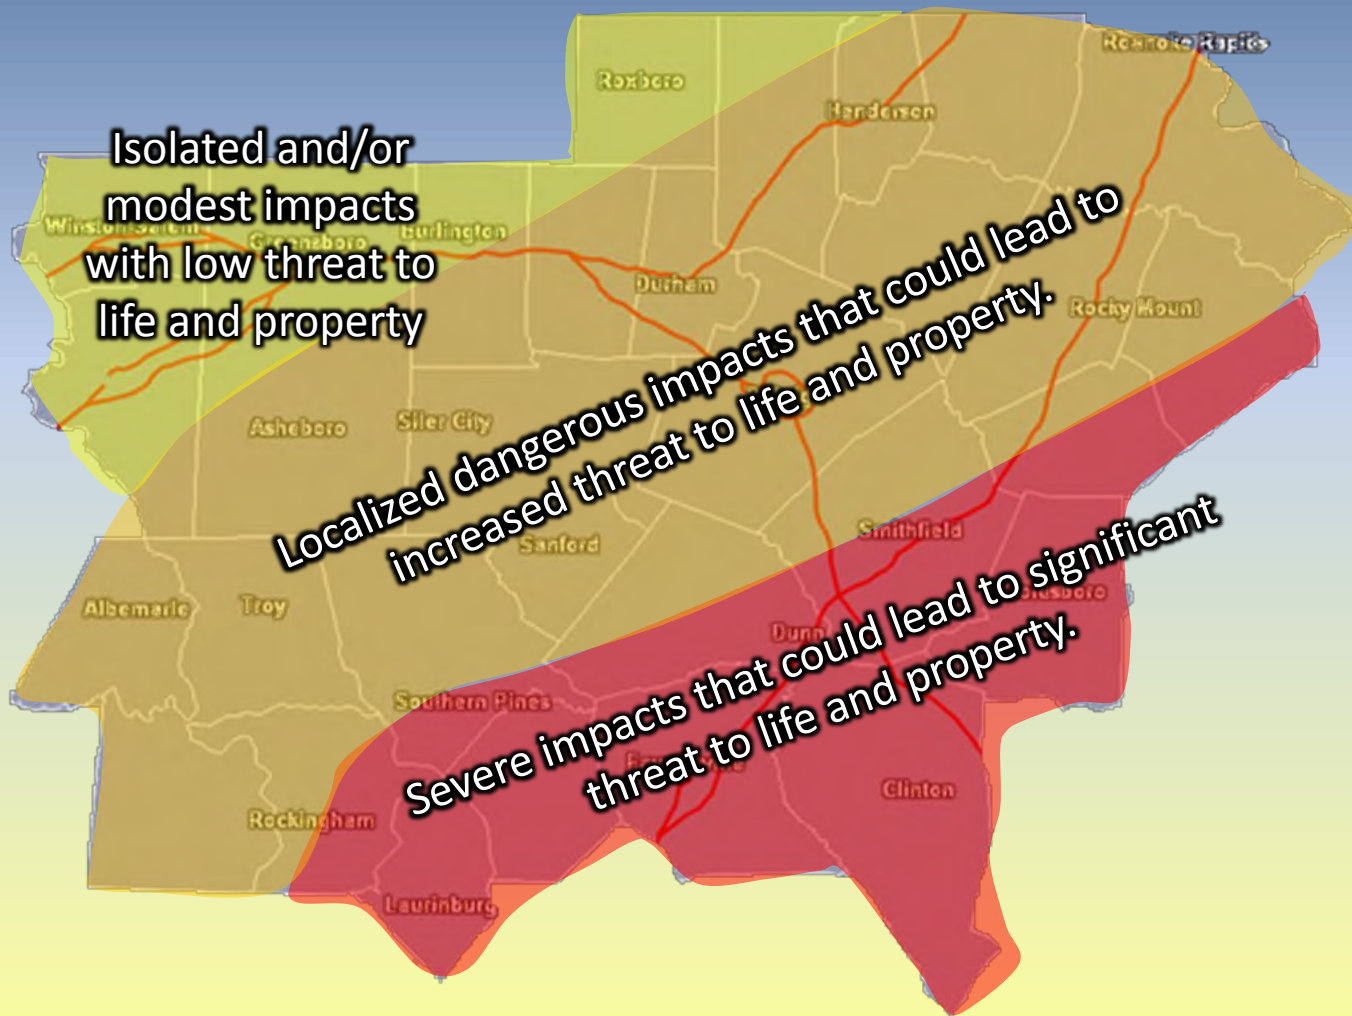 Roanoke Rapids
Roxboro
Henderson
Isolated and/or
modest impacts
with low threat to
life and property
Winston-Salem
Greensboro
Burlington
Durham
Rocky Mount
Localized dangerous impacts that could lead to
increased threat to life and property.
Asheboro
Siler City
Smithfield
Sanford
Albemarle
Troy
Dunn
Severe impacts that could lead to significant
threat to life and property.
Southern Pines
Clinton
Rockingham
Laurinburg